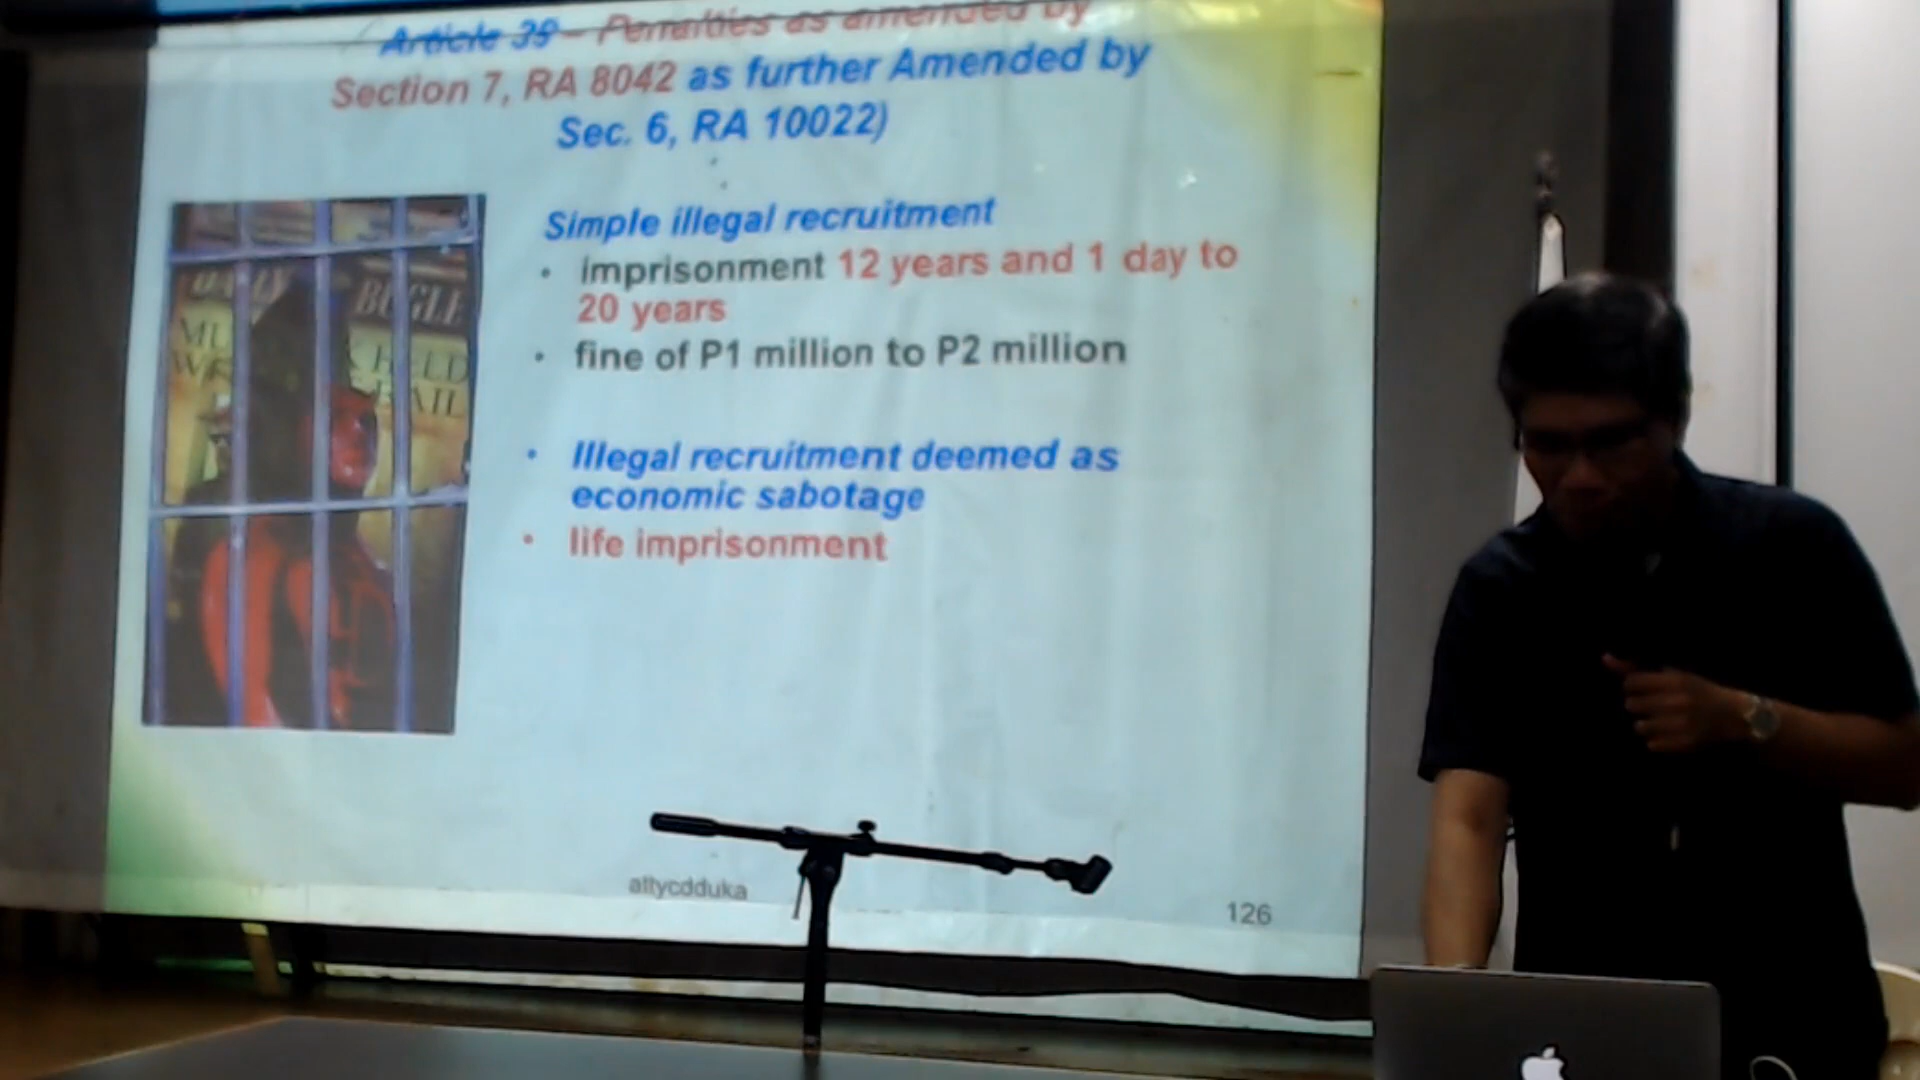 Article 39 – Penalties as amended by
Section 7, RA 8042 as further Amended by
Sec. 6, RA 10022)
Simple illegal recruitment
• imprisonment 12 years and 1 day to
20 years
• fine of P1 million to P2 million
• Illegal recruitment deemed as
economic sabotage
• life imprisonment
DAILY BUGLE
attycdduka
126